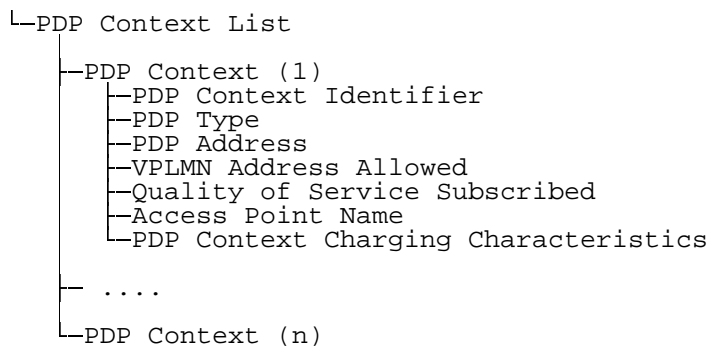 PDP Context List
PDP Context (1)
PDP Context Identifier
PDP Type
PDP Address
VPLMN Address Allowed
Quality of Service Subscribed
Access Point Name
PDP Context Charging Characteristics
....
PDP Context (n)